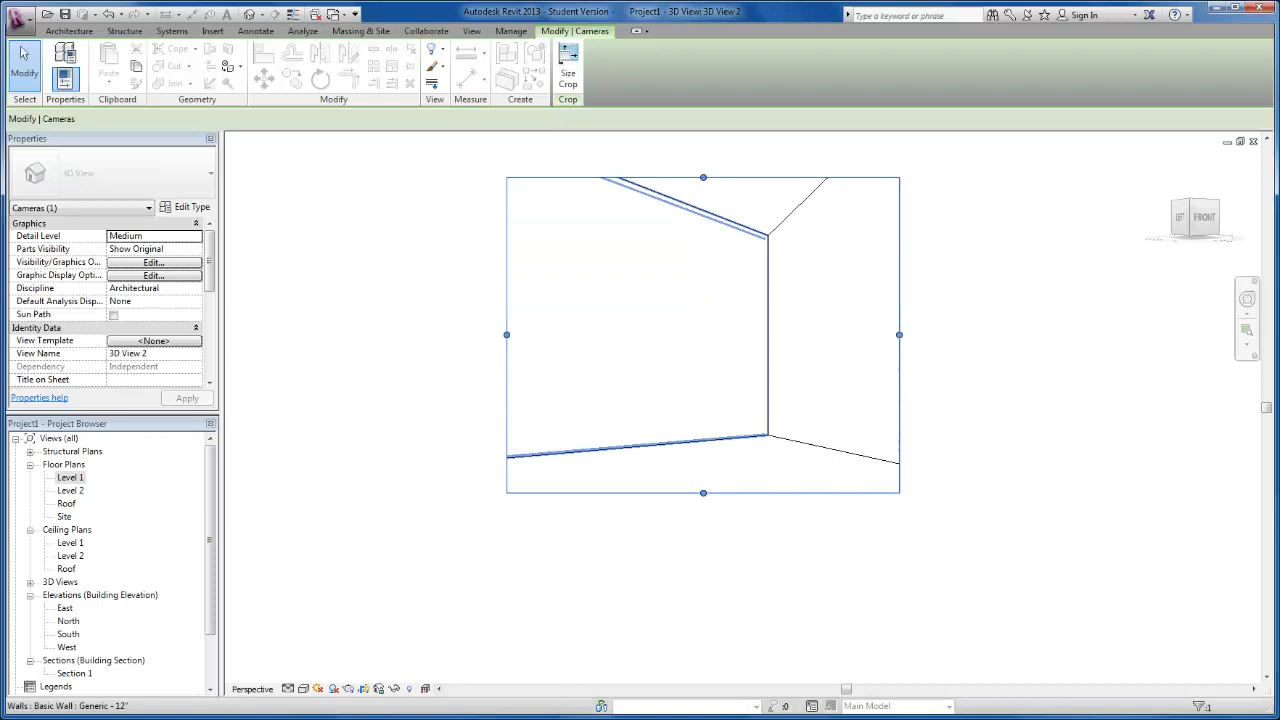 Autodesk Revit 2013 - Student Version - Project1 - 3D View: 3D View 2
Type a keyword or phrase
Sign In
Architecture Structure Systems Insert Annotate Analyze Massing & Site Collaborate View Manage Modify | Cameras
Modify
Paste
Cope
Cut
Join
Size
Crop
Select Properties Clipboard Geometry Modify View Measure Create Crop
Modify | Cameras
Properties
3D View
Cameras (1)
Edit Type
Graphics
Detail Level Medium
Parts Visibility Show Original
Visibility/Graphics O... Edit...
Graphic Display Opti... Edit...
Discipline Architectural
Default Analysis Disp... None
Sun Path
Identity Data
View Template <None>
View Name 3D View 2
Dependency Independent
Title on Sheet
Properties help
Apply
Project1 - Project Browser
Views (all)
Structural Plans
Floor Plans
Level 1
Level 2
Roof
Site
Ceiling Plans
Level 1
Level 2
Roof
3D Views
Elevations (Building Elevation)
East
North
South
West
Sections (Building Section)
Section 1
Legends
LEFT FRONT
Perspective
Walls : Basic Wall : Generic - 12"
:0
Main Model
:1